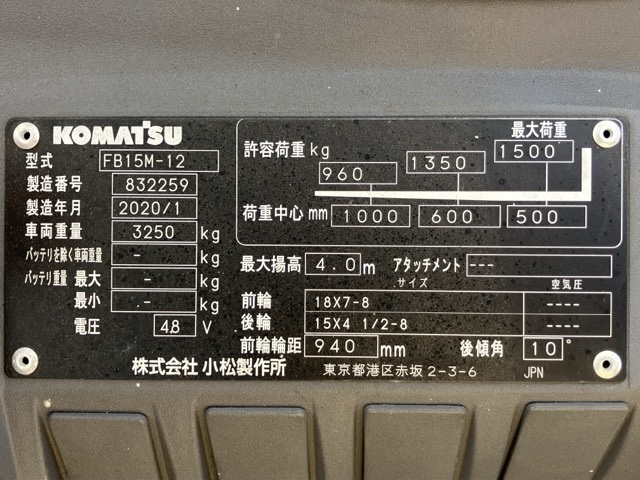 KOMATSU
型式 FB15M-12
製造番号 832259
製造年月 2020/1
車両重量 3250 kg
バッテリを除く車両重量 - kg
バッテリ重量 最大 - kg
最小 .- kg
電圧 48 V
株式会社 小松製作所
最大荷重
許容荷重 kg 960 1350 1500
荷重中心 mm 1000 600 500
最大揚高 4.0 m アタッチメント ---
サイズ 空気圧
前輪 18X7-8 ----
後輪 15X4 1/2-8 ----
前輪輪距 940 mm 後傾角 10°
東京都港区赤坂 2-3-6 JPN